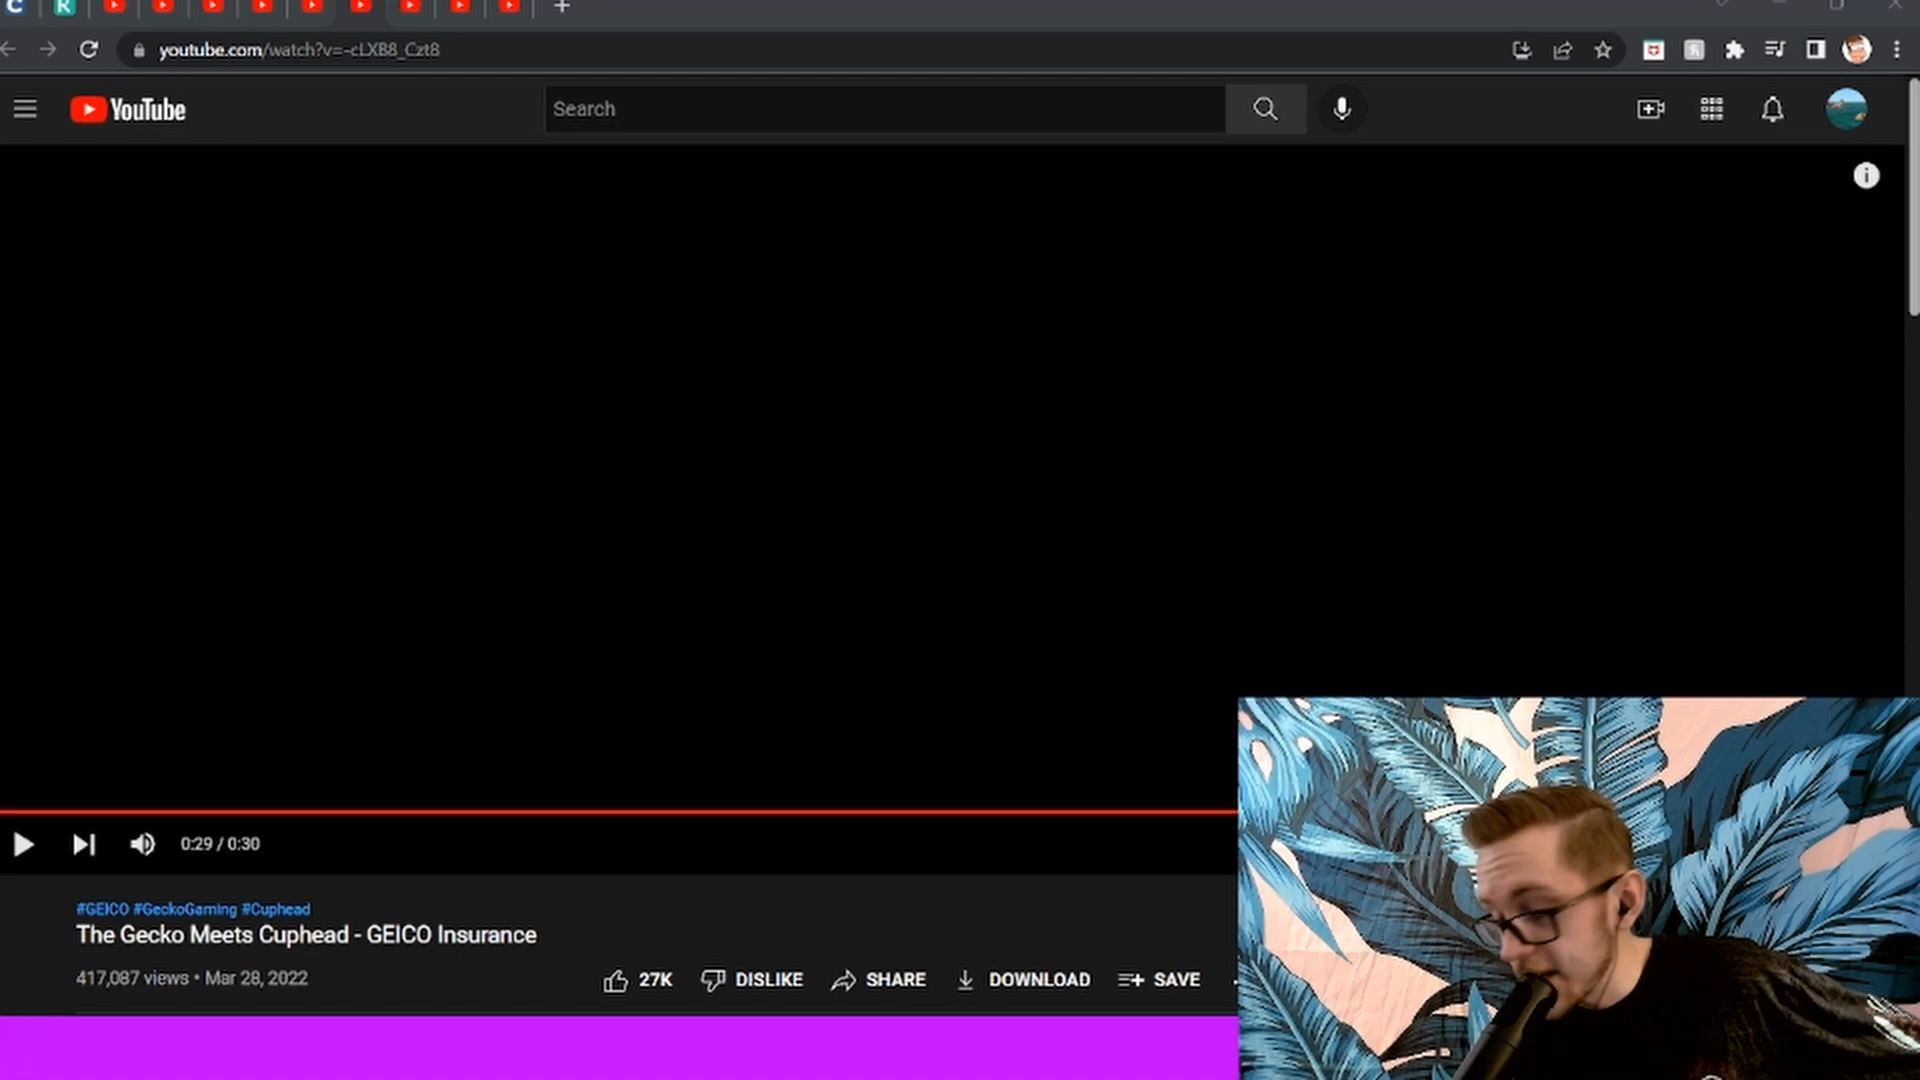 C
R
youtube.com/watch?v=-cLXB8_Czt8
YouTube
Search
0:29 / 0:30
#GEICO #GeckoGaming #Cuphead
The Gecko Meets Cuphead - GEICO Insurance
417,087 views • Mar 28, 2022
27K DISLIKE SHARE DOWNLOAD SAVE